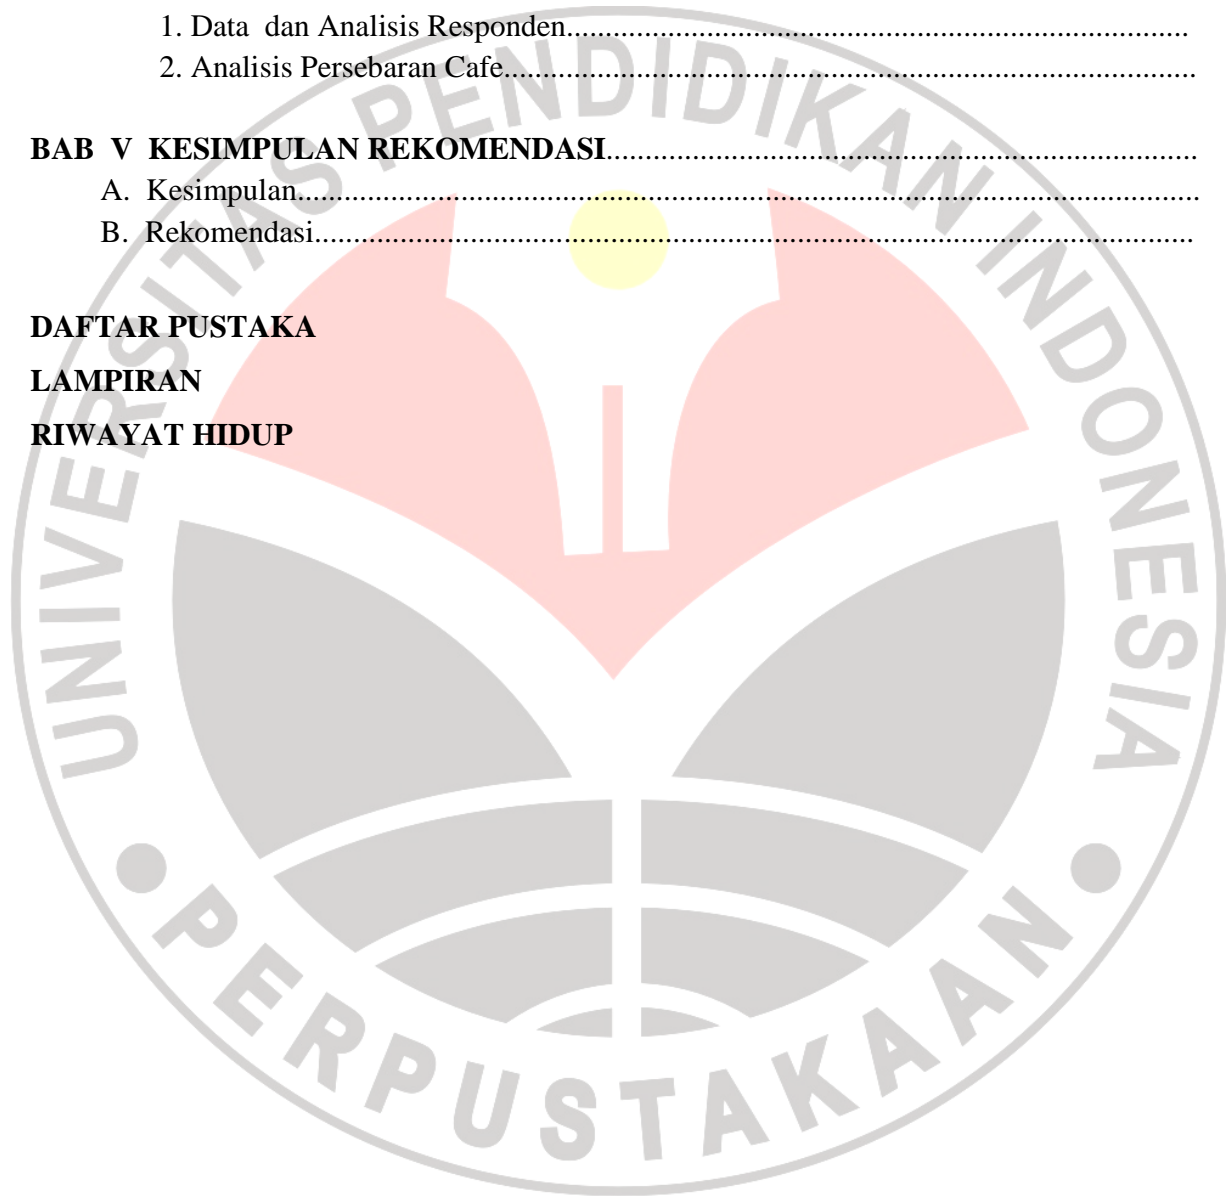 1. Data dan Analisis Responden................................................................................
2. Analisis Persebaran Cafe.........................................................................................
BAB V KESIMPULAN REKOMENDASI............................................................................
A. Kesimpulan....................................................................................................................
B. Rekomendasi.................................................................................................................
DAFTAR PUSTAKA
LAMPIRAN
RIWAYAT HIDUP
UNIVERSITAS PENDIDIKAN INDONESIA
PERPUSTAKAAN